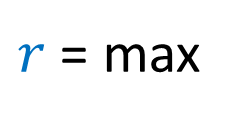 r = max